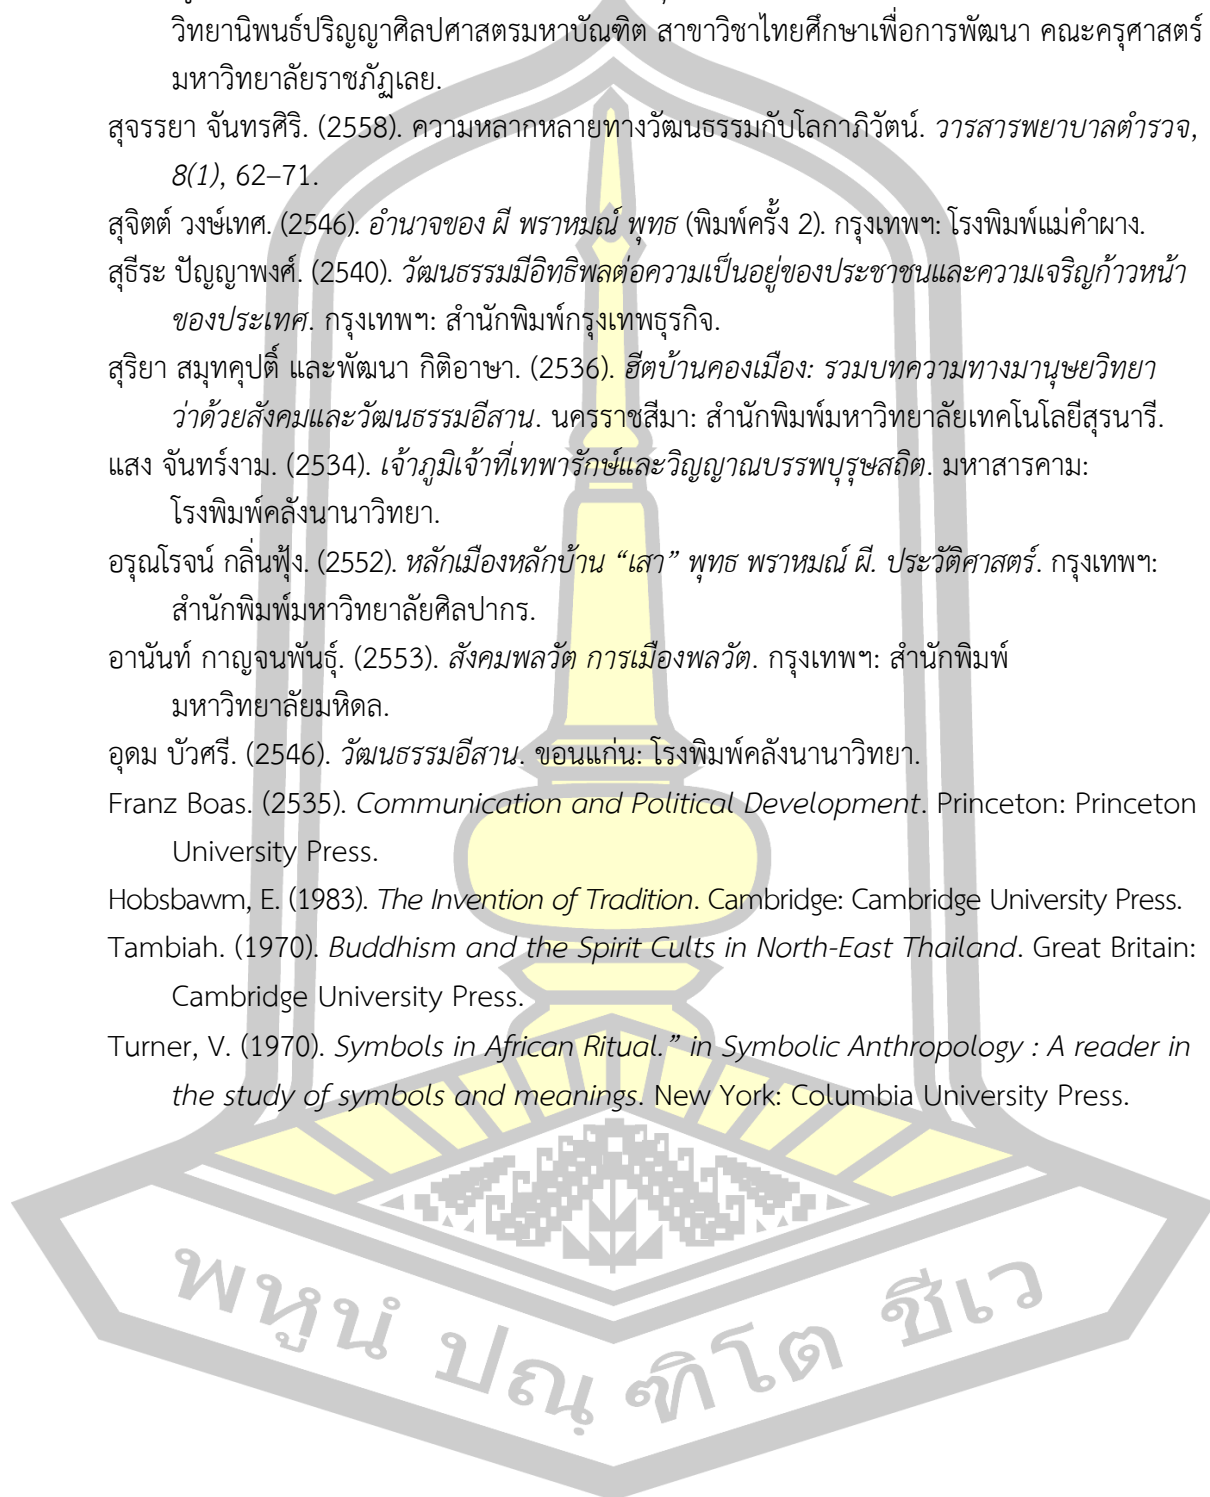 วิทยานิพนธ์ปริญญาศิลปศาสตรมหาบัณฑิต สาขาวิชาไทยศึกษาเพื่อการพัฒนา คณะครุศาสตร์
มหาวิทยาลัยราชภัฏเลย.
สุจรรยา จันทรศิริ. (2558). ความหลากหลายทางวัฒนธรรมกับโลกาภิวัตน์. วารสารพยาบาลตำรวจ,
8(1), 62–71.
สุจิตต์ วงษ์เทศ. (2546). อำนาจของ ผี พราหมณ์ พุทธ (พิมพ์ครั้ง 2). กรุงเทพฯ: โรงพิมพ์แม่คำผาง.
สุธีระ ปัญญาพงศ์. (2540). วัฒนธรรมมีอิทธิพลต่อความเป็นอยู่ของประชาชนและความเจริญก้าวหน้า
ของประเทศ. กรุงเทพฯ: สำนักพิมพ์กรุงเทพธุรกิจ.
สุริยา สมุทคุปติ์ และพัฒนา กิติอาษา. (2536). ฮีตบ้านคองเมือง: รวมบทความทางมานุษยวิทยา
ว่าด้วยสังคมและวัฒนธรรมอีสาน. นครราชสีมา: สำนักพิมพ์มหาวิทยาลัยเทคโนโลยีสุรนารี.
แสง จันทร์งาม. (2534). เจ้าภูมิเจ้าที่เทพารักษ์และวิญญาณบรรพบุรุษสถิต. มหาสารคาม:
โรงพิมพ์คลังนานาวิทยา.
อรุณโรจน์ กลิ่นฟุ้ง. (2552). หลักเมืองหลักบ้าน “เสา” พุทธ พราหมณ์ ผี. ประวัติศาสตร์. กรุงเทพฯ:
สำนักพิมพ์มหาวิทยาลัยศิลปากร.
อานันท์ กาญจนพันธุ์. (2553). สังคมพลวัต การเมืองพลวัต. กรุงเทพฯ: สำนักพิมพ์
มหาวิทยาลัยมหิดล.
อุดม บัวศรี. (2546). วัฒนธรรมอีสาน. ขอนแก่น: โรงพิมพ์คลังนานาวิทยา.
Franz Boas. (2535). Communication and Political Development. Princeton: Princeton
University Press.
Hobsbawm, E. (1983). The Invention of Tradition. Cambridge: Cambridge University Press.
Tambiah. (1970). Buddhism and the Spirit Cults in North-East Thailand. Great Britain:
Cambridge University Press.
Turner, V. (1970). Symbols in African Ritual.” in Symbolic Anthropology : A reader in
the study of symbols and meanings. New York: Columbia University Press.
พหูนํ ปณฺฑิโต ชีเว